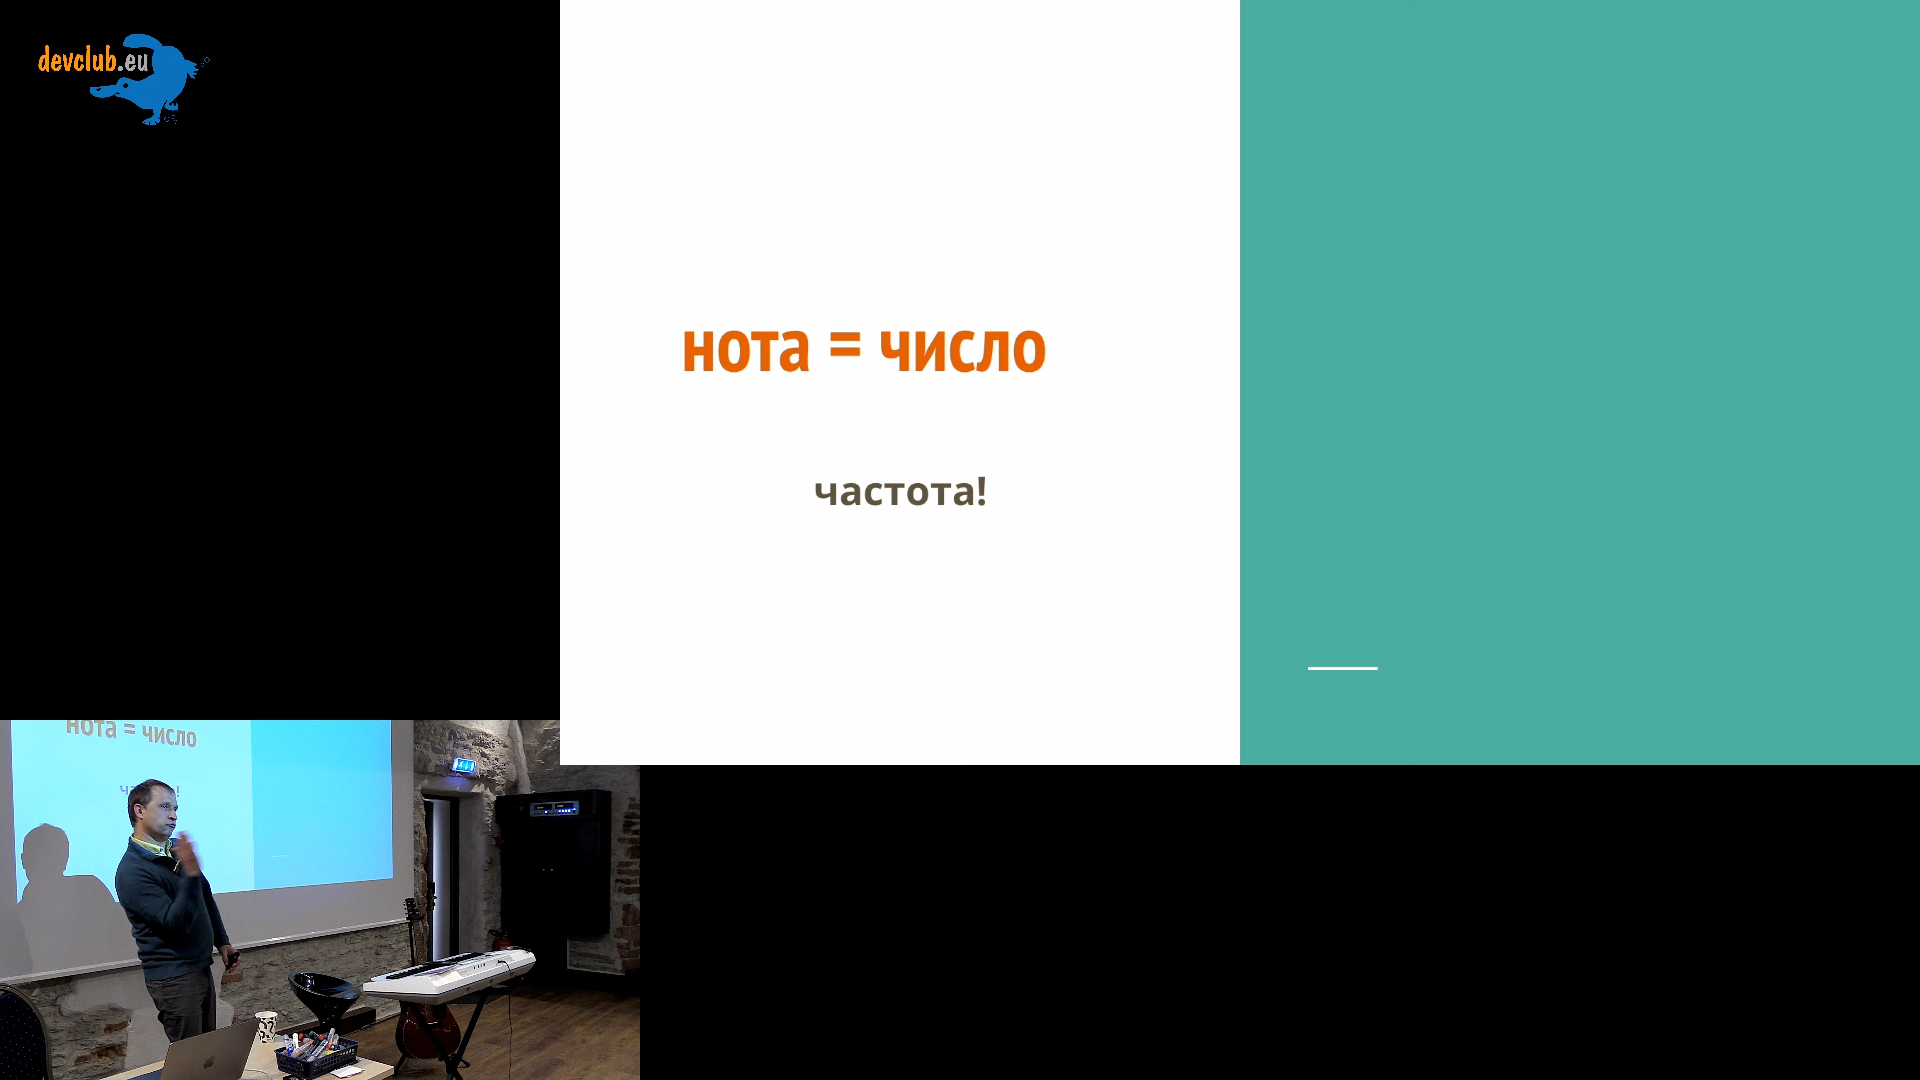 devclub.eu
нота = число
частота!
нота = число